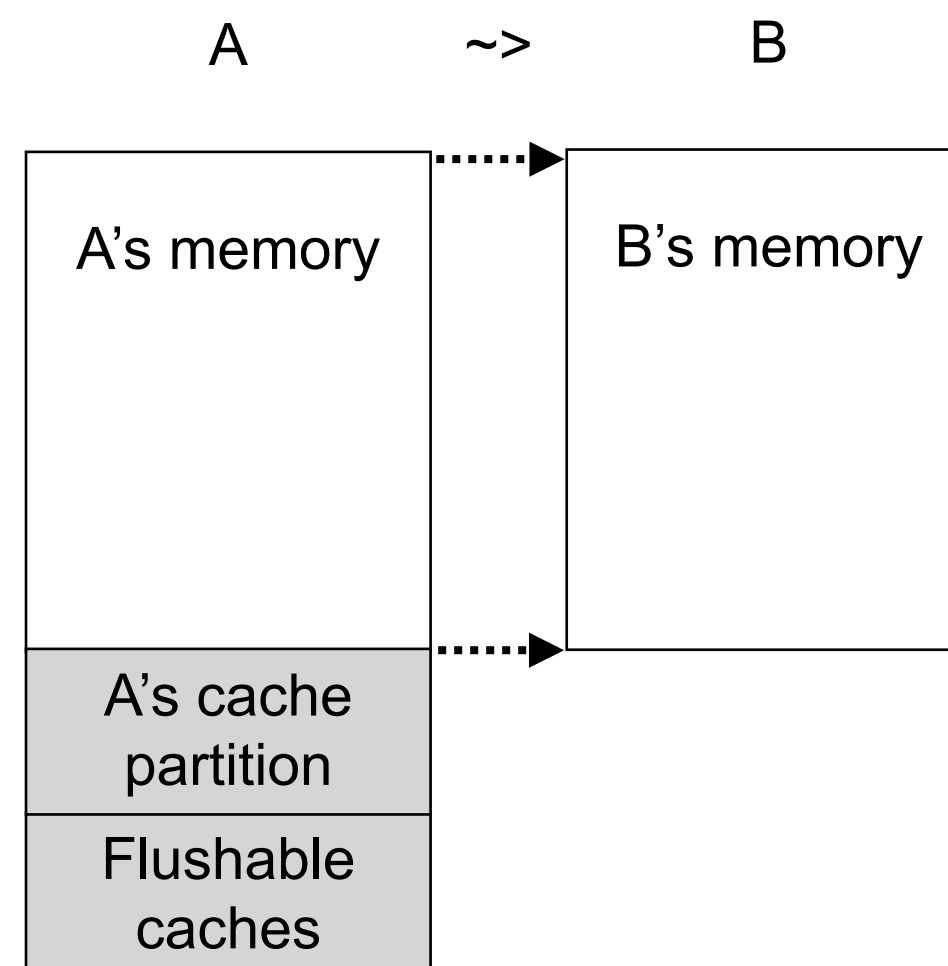 A ~> B
A’s memory
B’s memory
A’s cache
partition
Flushable
caches